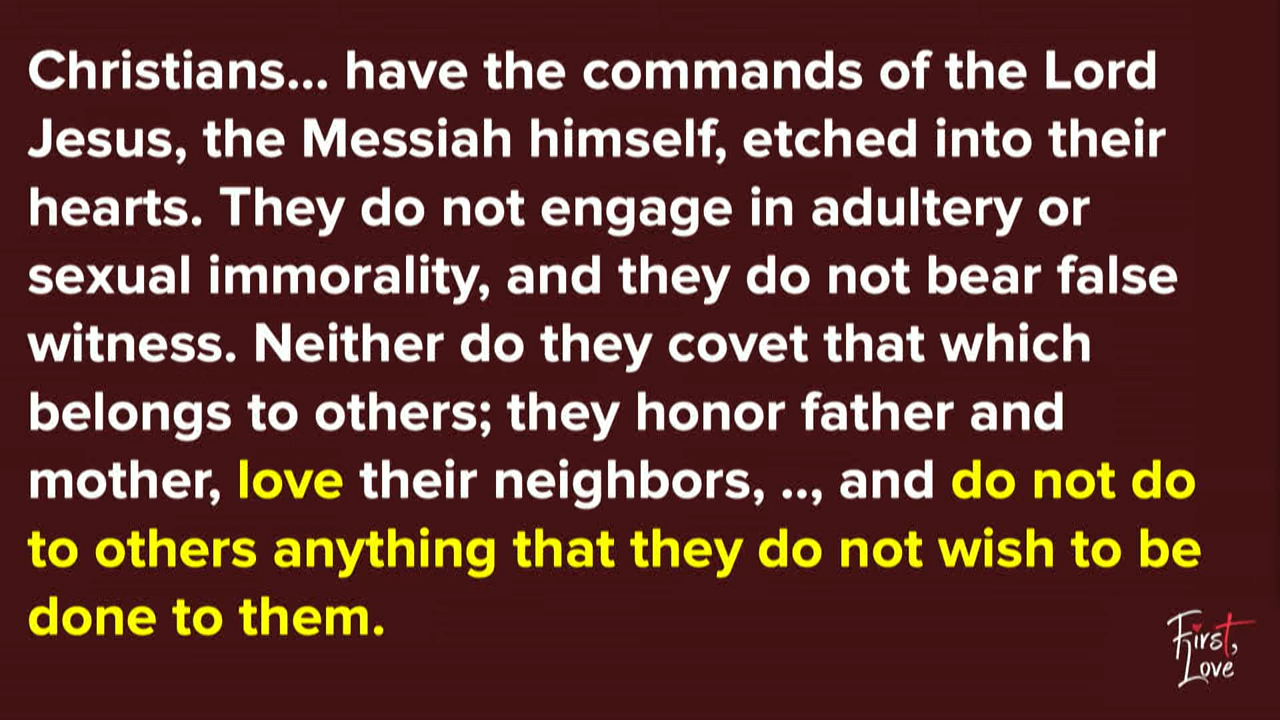 Christians... have the commands of the Lord
Jesus, the Messiah himself, etched into their
hearts. They do not engage in adultery or
sexual immorality, and they do not bear false
witness. Neither do they covet that which
belongs to others; they honor father and
mother, love their neighbors, .., and do not do
to others anything that they do not wish to be
done to them.
First,
Love